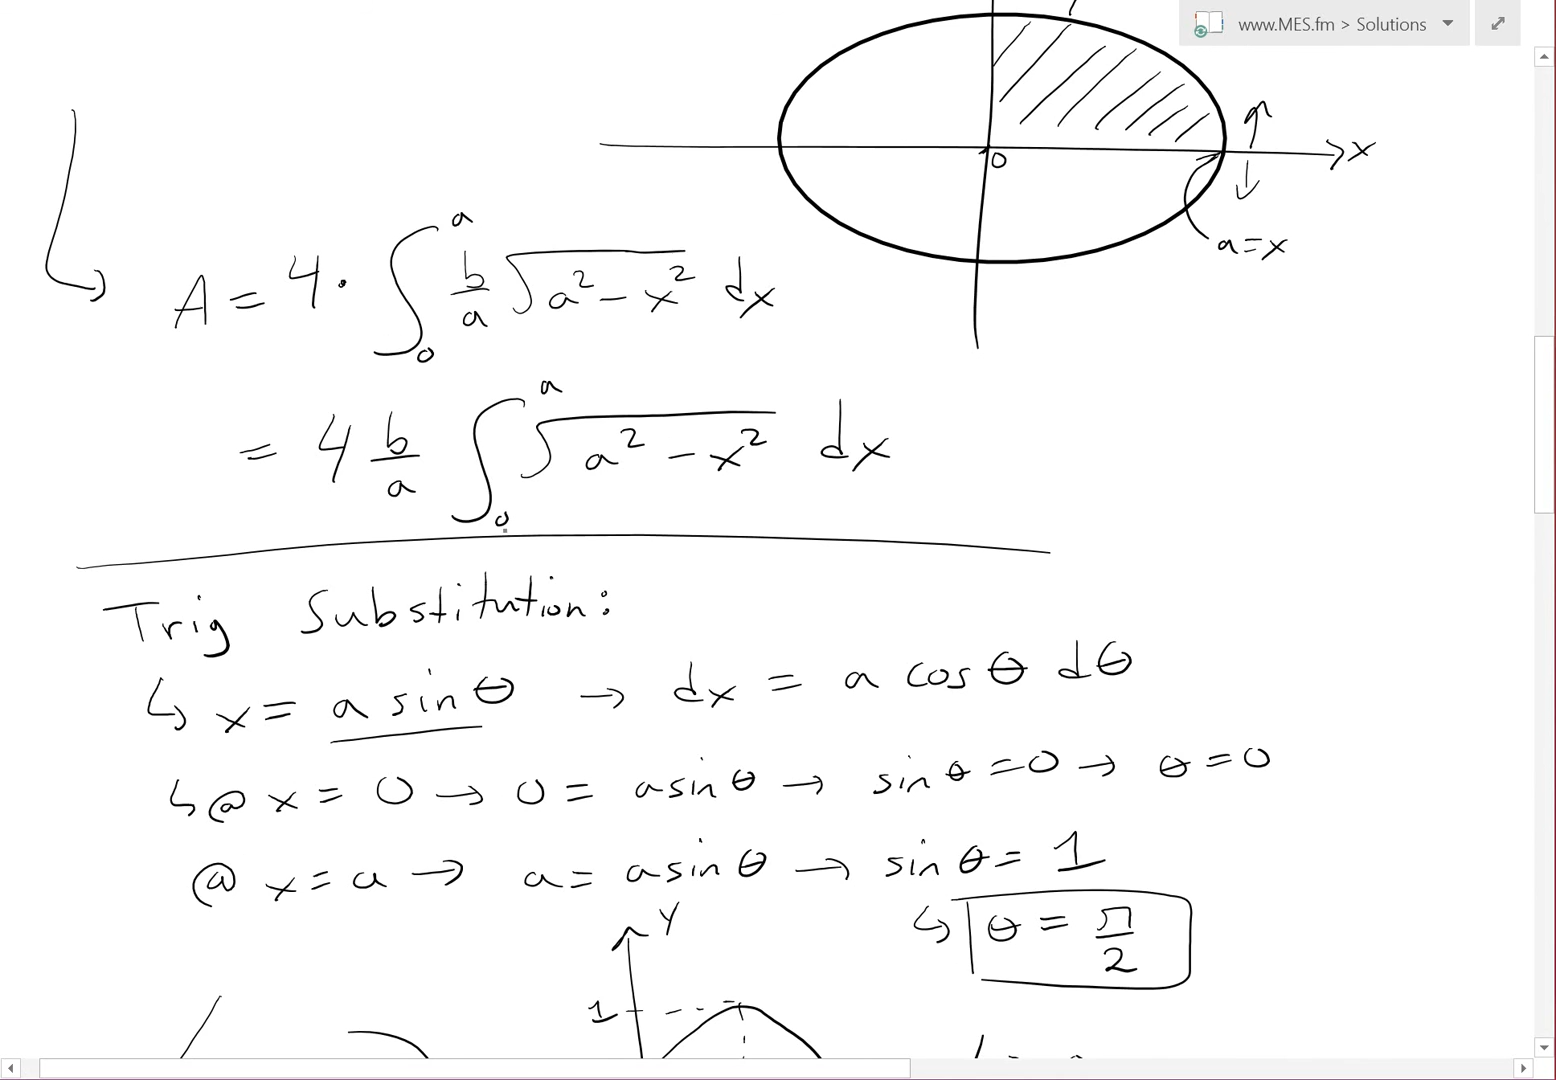 www.MES.fm > Solutions
x
0
a = x
A = 4 · ∫₀ᵃ b/a √(a² − x²) dx
= 4 b/a ∫₀ᵃ √(a² − x²) dx
Trig Substitution:
↳ x = a sin θ → dx = a cos θ dθ
↳ @ x = 0 → 0 = a sin θ → sin θ = 0 → θ = 0
@ x = a → a = a sin θ → sin θ = 1
↳ θ = π/2
y
1